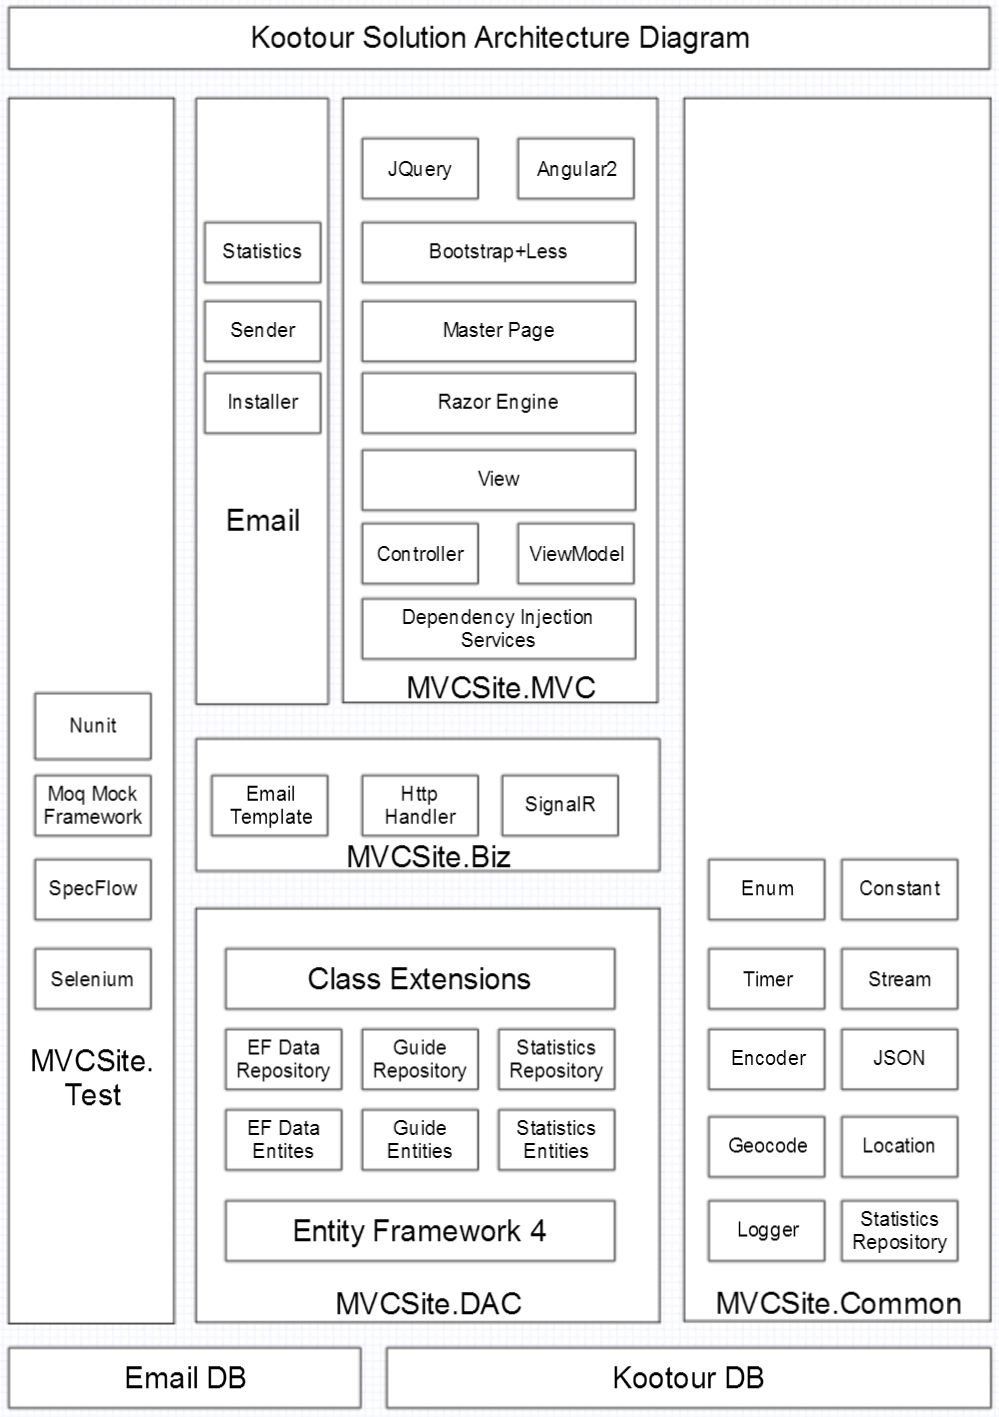 Kootour Solution Architecture Diagram
Nunit
Moq Mock
Framework
SpecFlow
Selenium
MVCSite.
Test
Statistics
Sender
Installer
Email
JQuery
Angular2
Bootstrap+Less
Master Page
Razor Engine
View
Controller
ViewModel
Dependency Injection
Services
MVCSite.MVC
Email
Template
Http
Handler
SignalR
MVCSite.Biz
Class Extensions
EF Data
Repository
Guide
Repository
Statistics
Repository
EF Data
Entites
Guide
Entities
Statistics
Entities
Entity Framework 4
MVCSite.DAC
Enum
Constant
Timer
Stream
Encoder
JSON
Geocode
Location
Logger
Statistics
Repository
MVCSite.Common
Email DB
Kootour DB